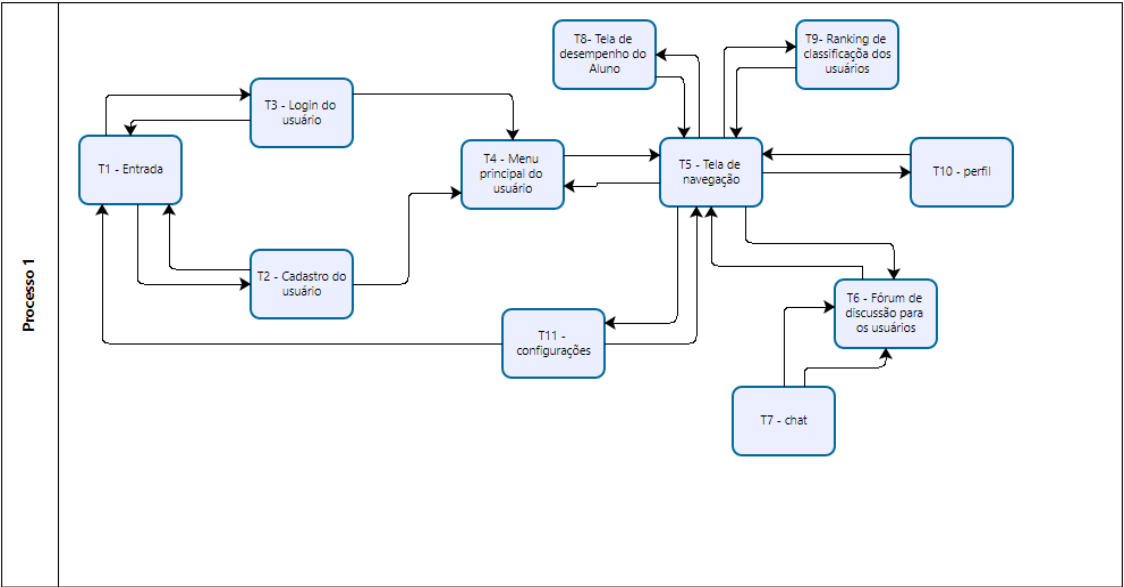 Processo 1
T8- Tela de
desempenho do
Aluno
T9- Ranking de
classificaçõa dos
usuários
T3 - Login do
usuário
T1 - Entrada
T4 - Menu
principal do
usuário
T5 - Tela de
navegação
T10 - perfil
T2 - Cadastro do
usuário
T6 - Fórum de
discussão para
os usuários
T11 -
configurações
T7 - chat